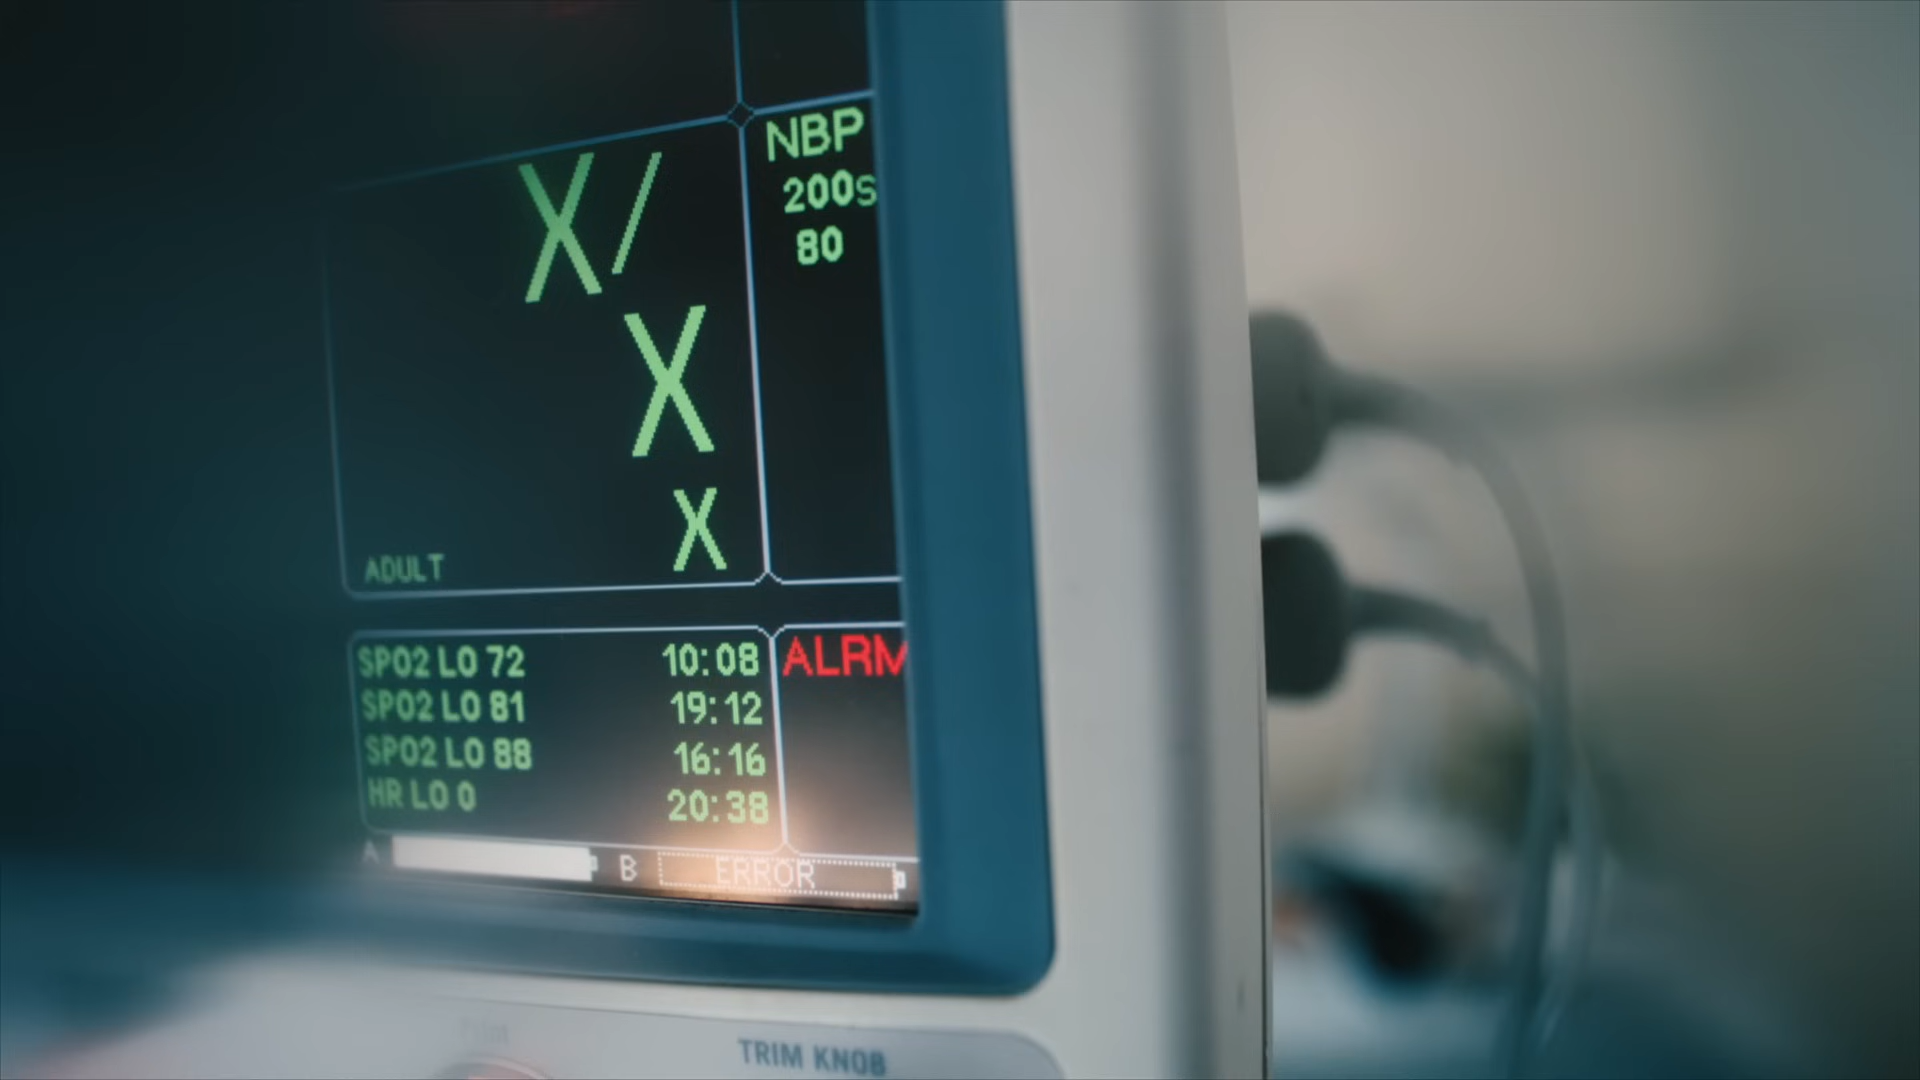 X/
X
X
ADULT
NBP
200s
80
SPO2 LO 72 10:08
SPO2 LO 81 19:12
SPO2 LO 88 16:16
HR LO 0 20:38
ALRM
A B ERROR
TRIM KNOB